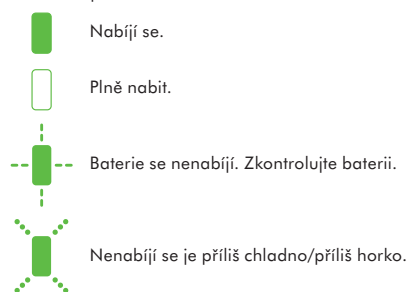 Nabíjí se.
Plně nabit.
Baterie se nenabíjí. Zkontrolujte baterii.
Nenabíjí se je příliš chladno/příliš horko.